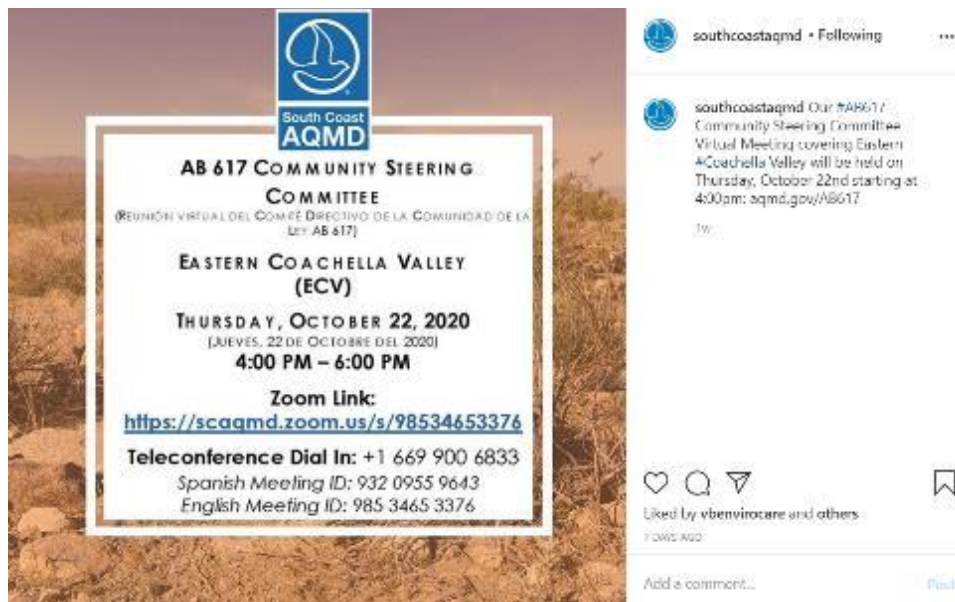 South Coast
AQMD
AB 617 COMMUNITY STEERING
COMMITTEE
(REUNIÓN VIRTUAL DEL COMITÉ DIRECTIVO DE LA COMUNIDAD DE LA
LEY AB 617)
EASTERN COACHELLA VALLEY
(ECV)
THURSDAY, OCTOBER 22, 2020
(JUEVES, 22 DE OCTOBRE DEL 2020)
4:00 PM – 6:00 PM
Zoom Link:
https://scaqmd.zoom.us/s/98534653376
Teleconference Dial In: +1 669 900 6833
Spanish Meeting ID: 932 0955 9643
English Meeting ID: 985 3465 3376
southcoastaqmd • Following
southcoastaqmd Our #AB617
Community Steering Committee
Virtual Meeting covering Eastern
#Coachella Valley will be held on
Thursday, October 22nd starting at
4:00pm: aqmd.gov/AB617
1w
Liked by vbenvirocare and others
7 DAYS AGO
Add a comment...
Post